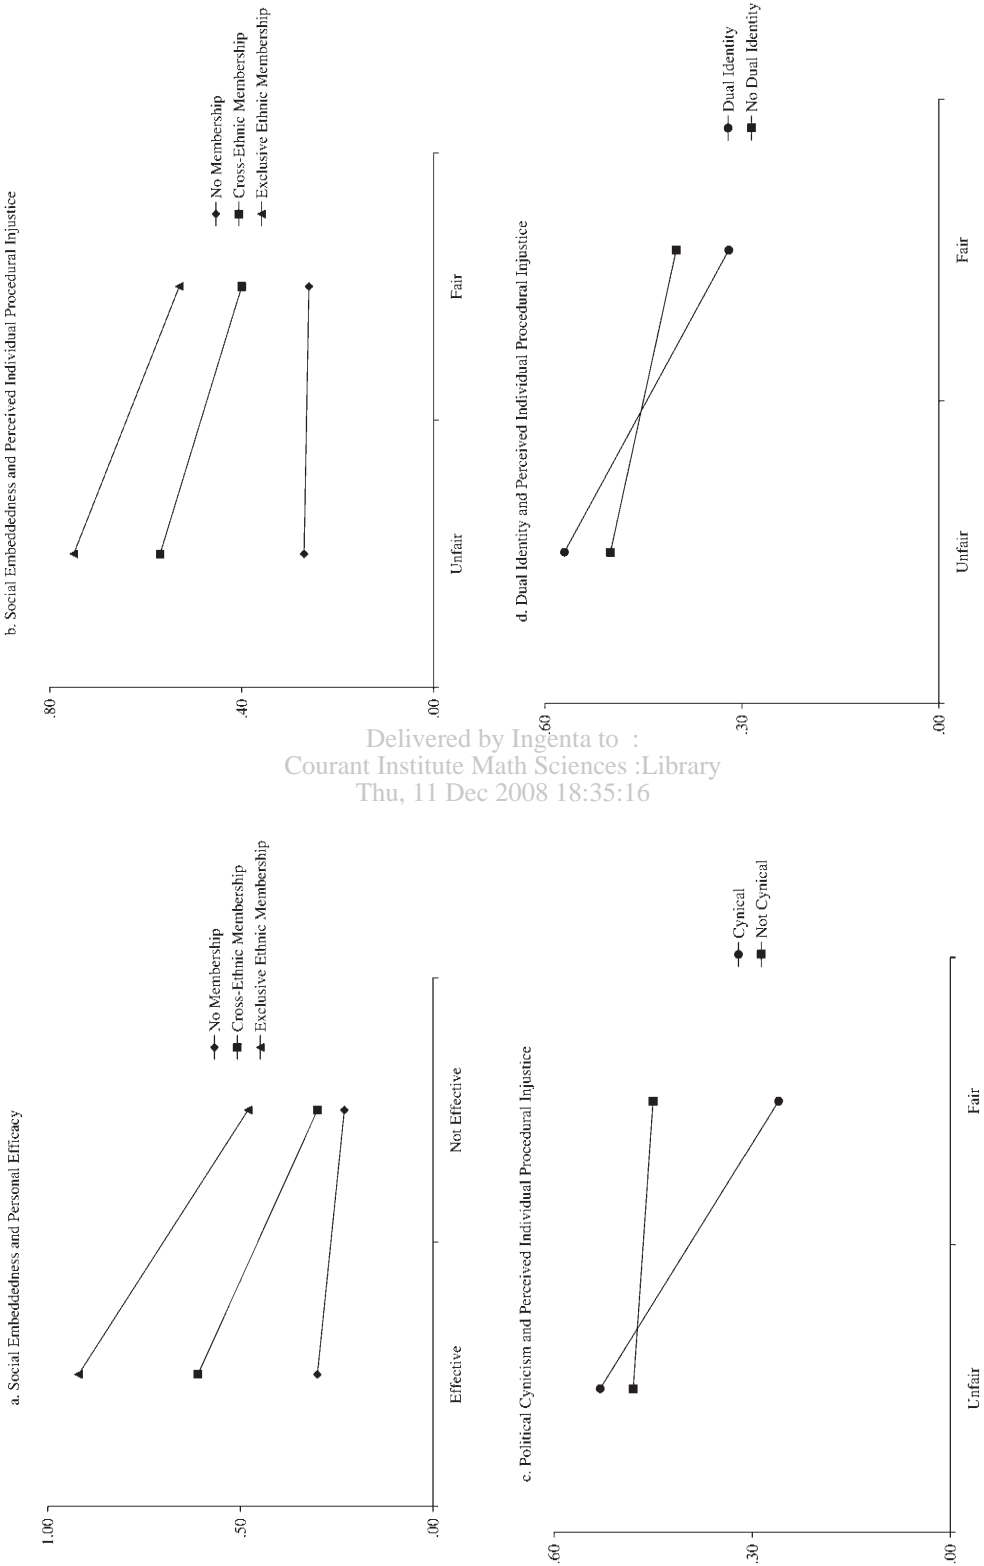 a. Social Embeddedness and Personal Efficacy
1.00
.50
.00
Effective
Not Effective
No Membership
Cross-Ethnic Membership
Exclusive Ethnic Membership
b. Social Embeddedness and Perceived Individual Procedural Injustice
.80
.40
.00
Unfair
Fair
No Membership
Cross-Ethnic Membership
Exclusive Ethnic Membership
c. Political Cynicism and Perceived Individual Procedural Injustice
.60
.30
.00
Unfair
Fair
Cynical
Not Cynical
d. Dual Identity and Perceived Individual Procedural Injustice
.60
.30
.00
Unfair
Fair
Dual Identity
No Dual Identity
Delivered by Ingenta to :
Courant Institute Math Sciences :Library
Thu, 11 Dec 2008 18:35:16